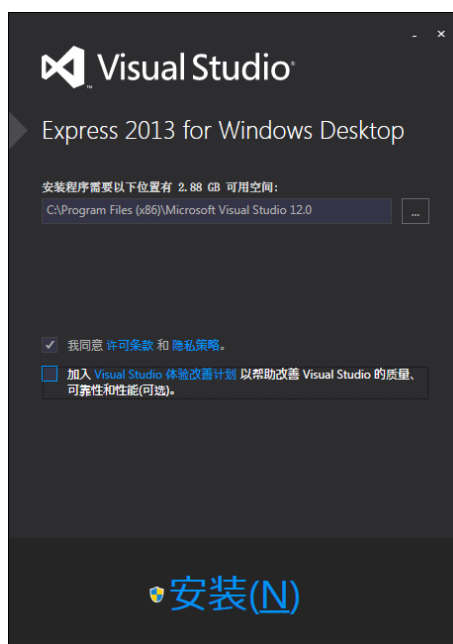 Visual Studio
Express 2013 for Windows Desktop
安装程序需要以下位置有 2.88 GB 可用空间:
C:\Program Files (x86)\Microsoft Visual Studio 12.0
...
我同意 许可条款 和 隐私策略。
加入 Visual Studio 体验改善计划 以帮助改善 Visual Studio 的质量、
可靠性和性能(可选)。
安装(N)